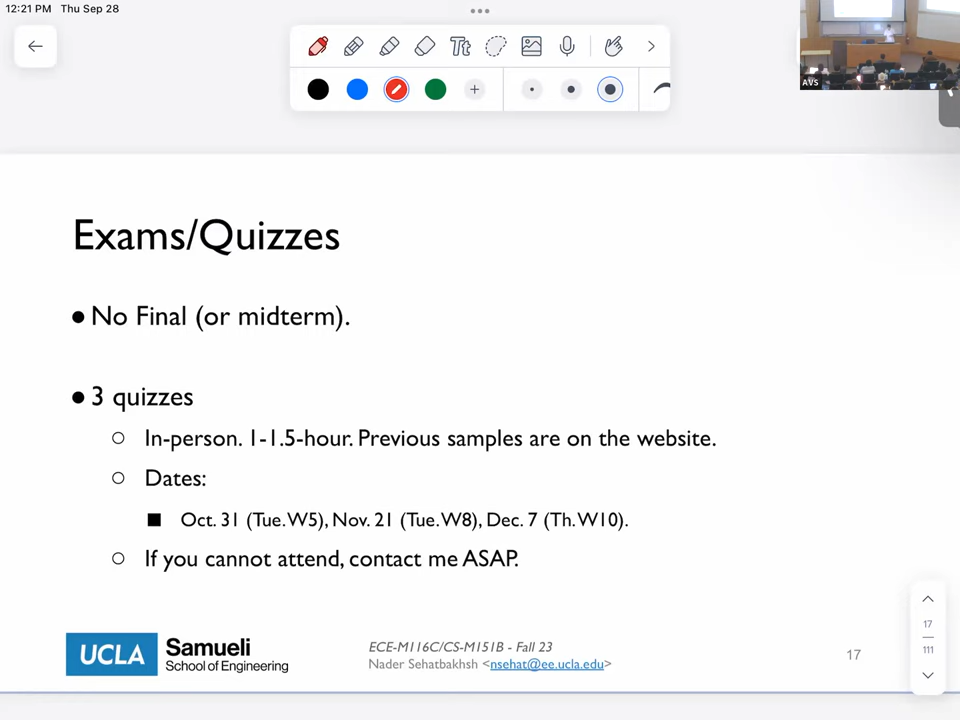 12:21 PM Thu Sep 28
Tt
AVS
Exams/Quizzes
● No Final (or midterm).
● 3 quizzes
○ In-person. 1-1.5-hour. Previous samples are on the website.
○ Dates:
■ Oct. 31 (Tue. W5), Nov. 21 (Tue. W8), Dec. 7 (Th. W10).
○ If you cannot attend, contact me ASAP.
UCLA Samueli
School of Engineering
ECE-M116C/CS-M151B - Fall 23
Nader Sehatbakhsh <nsehat@ee.ucla.edu>
17
17
111